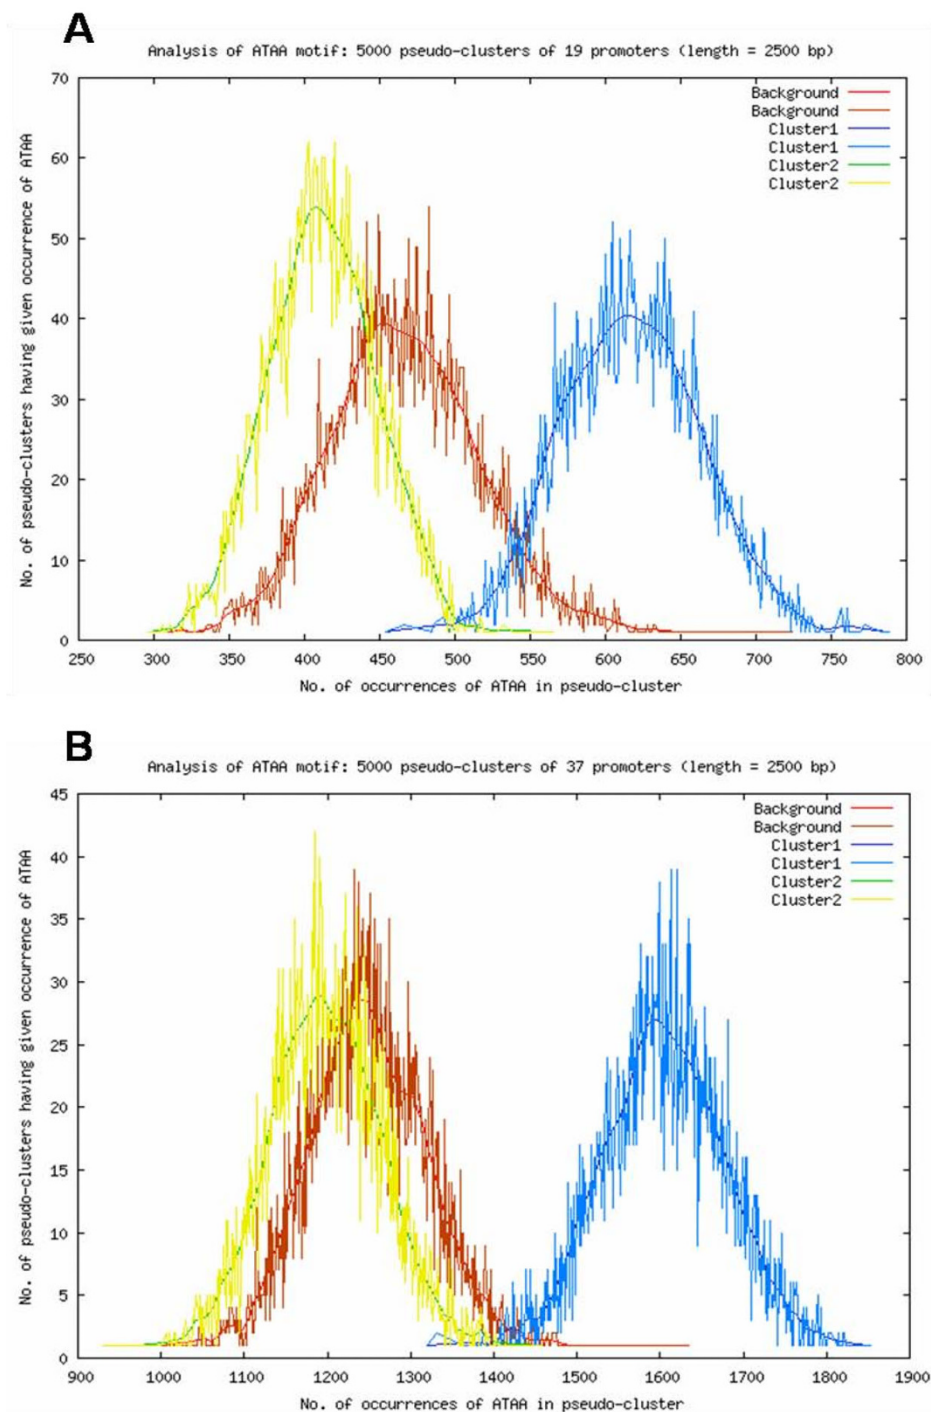 A
Analysis of ATAA motif: 5000 pseudo-clusters of 19 promoters (length = 2500 bp)
No. of pseudo-clusters having given occurrence of ATAA
70
60
50
40
30
20
10
0
Background
Background
Cluster1
Cluster1
Cluster2
Cluster2
250 300 350 400 450 500 550 600 650 700 750 800
No. of occurrences of ATAA in pseudo-cluster
B
Analysis of ATAA motif: 5000 pseudo-clusters of 37 promoters (length = 2500 bp)
No. of pseudo-clusters having given occurrence of ATAA
45
40
35
30
25
20
15
10
5
0
Background
Background
Cluster1
Cluster1
Cluster2
Cluster2
900 1000 1100 1200 1300 1400 1500 1600 1700 1800 1900
No. of occurrences of ATAA in pseudo-cluster